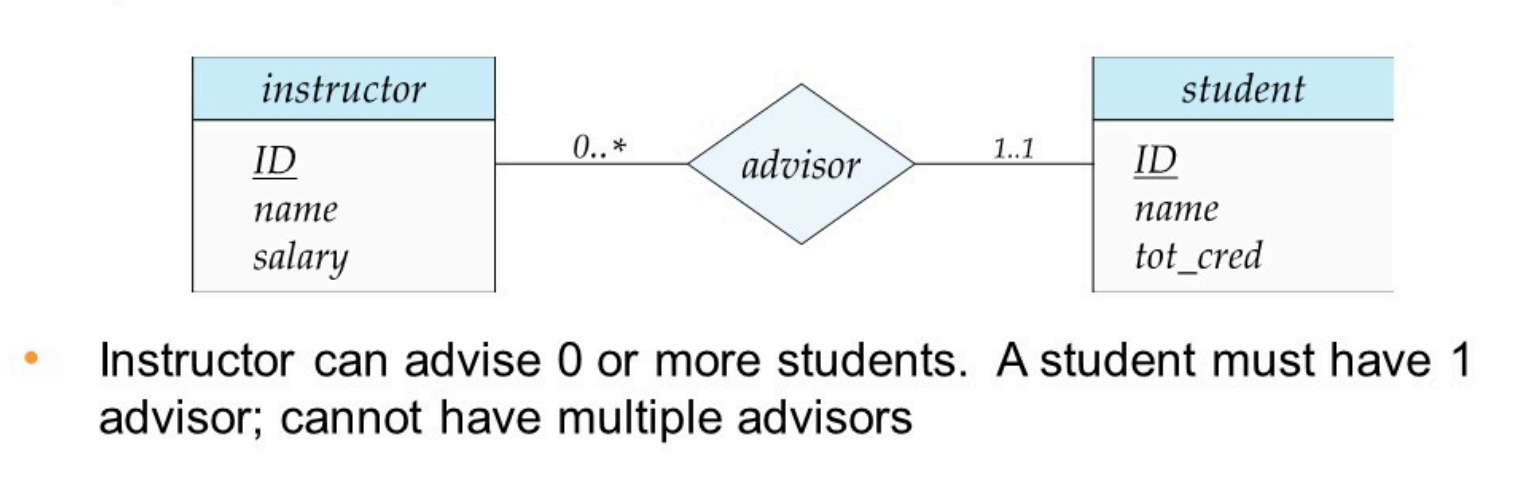 instructor
ID
name
salary
0..*
advisor
1..1
student
ID
name
tot_cred
• Instructor can advise 0 or more students.  A student must have 1
advisor; cannot have multiple advisors